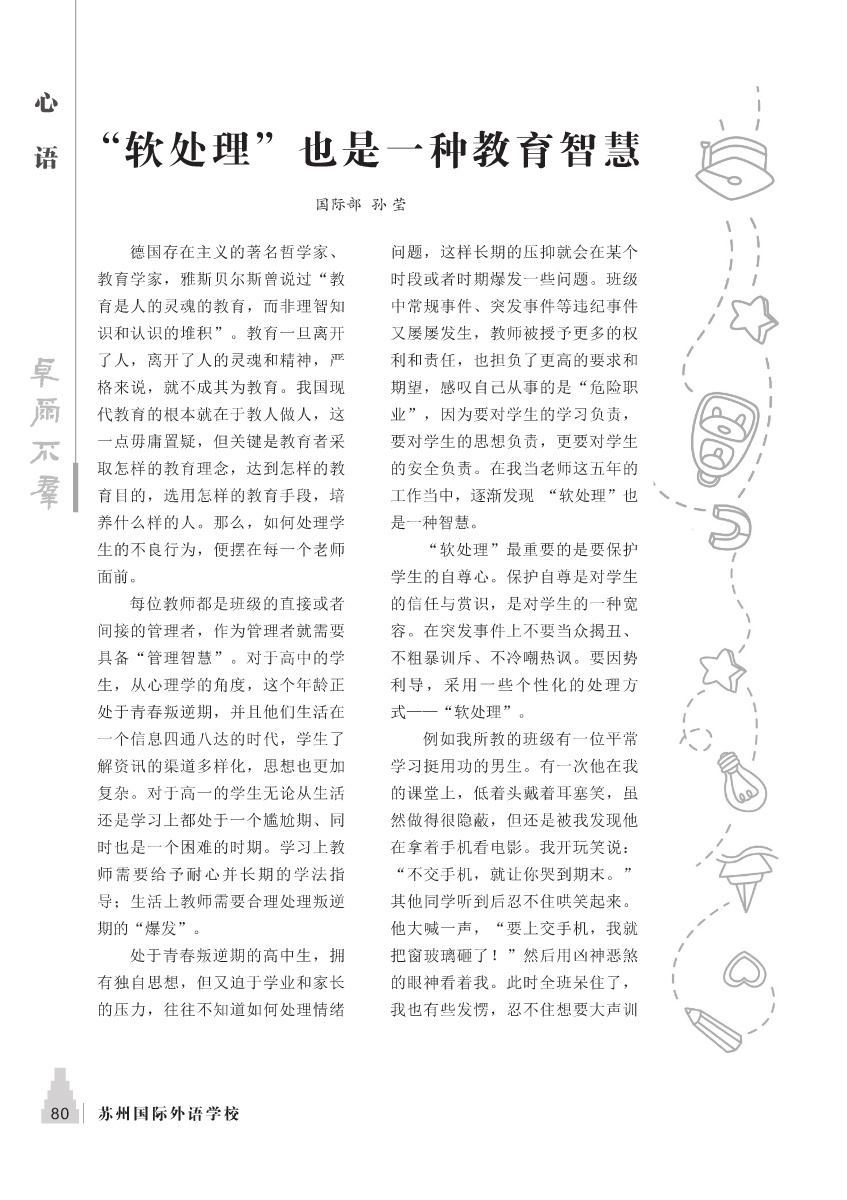 心
语
“软处理”也是一种教育智慧
国际部 孙 莹
德国存在主义的著名哲学家、
教育学家，雅斯贝尔斯曾说过“教
育是人的灵魂的教育，而非理智知
识和认识的堆积”。教育一旦离开
了人，离开了人的灵魂和精神，严
格来说，就不成其为教育。我国现
代教育的根本就在于教人做人，这
一点毋庸置疑，但关键是教育者采
取怎样的教育理念，达到怎样的教
育目的，选用怎样的教育手段，培
养什么样的人。那么，如何处理学
生的不良行为，便摆在每一个老师
面前。
每位教师都是班级的直接或者
间接的管理者，作为管理者就需要
具备“管理智慧”。对于高中的学
生，从心理学的角度，这个年龄正
处于青春叛逆期，并且他们生活在
一个信息四通八达的时代，学生了
解资讯的渠道多样化，思想也更加
复杂。对于高一的学生无论从生活
还是学习上都处于一个尴尬期、同
时也是一个困难的时期。学习上教
师需要给予耐心并长期的学法指
导；生活上教师需要合理处理叛逆
期的“爆发”。
处于青春叛逆期的高中生，拥
有独自思想，但又迫于学业和家长
的压力，往往不知道如何处理情绪
问题，这样长期的压抑就会在某个
时段或者时期爆发一些问题。班级
中常规事件、突发事件等违纪事件
又屡屡发生，教师被授予更多的权
利和责任，也担负了更高的要求和
期望，感叹自己从事的是“危险职
业”，因为要对学生的学习负责，
要对学生的思想负责，更要对学生
的安全负责。在我当老师这五年的
工作当中，逐渐发现 “软处理”也
是一种智慧。
“软处理”最重要的是要保护
学生的自尊心。保护自尊是对学生
的信任与赏识，是对学生的一种宽
容。在突发事件上不要当众揭丑、
不粗暴训斥、不冷嘲热讽。要因势
利导，采用一些个性化的处理方
式——“软处理”。
例如我所教的班级有一位平常
学习挺用功的男生。有一次他在我
的课堂上，低着头戴着耳塞笑，虽
然做得很隐蔽，但还是被我发现他
在拿着手机看电影。我开玩笑说：
“不交手机，就让你哭到期末。”
其他同学听到后忍不住哄笑起来。
他大喊一声，“要上交手机，我就
把窗玻璃砸了！”然后用凶神恶煞
的眼神看着我。此时全班呆住了，
我也有些发愣，忍不住想要大声训
卓
爾
不
羣
80
苏州国际外语学校